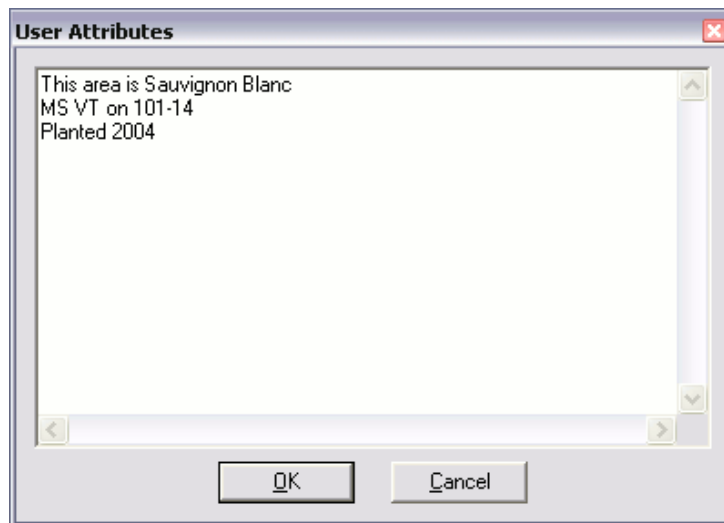 User Attributes
This area is Sauvignon Blanc
MS VT on 101-14
Planted 2004
OK
Cancel